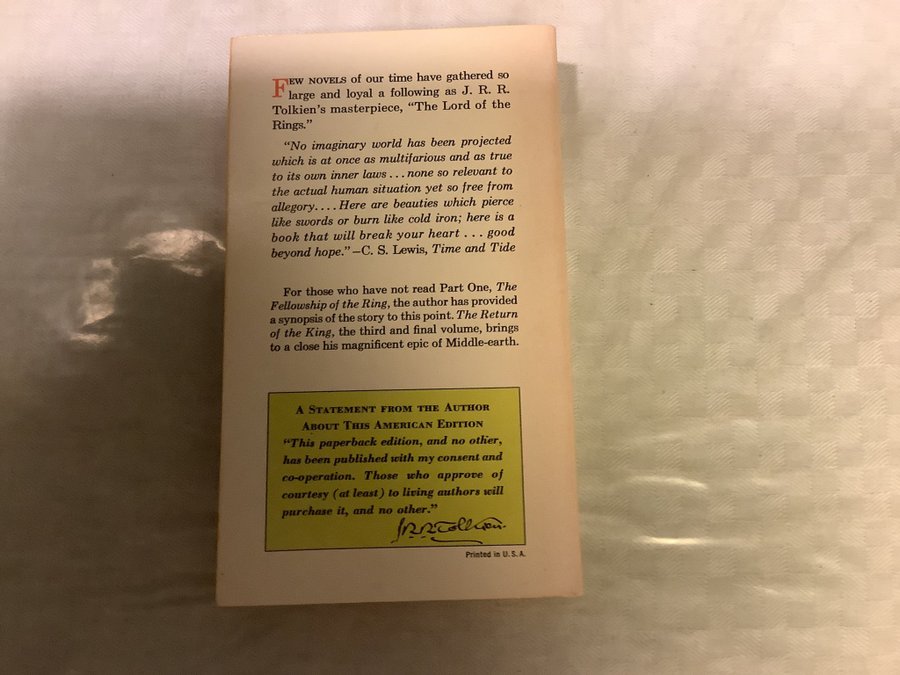 FEW NOVELS of our time have gathered so
large and loyal a following as J. R. R.
Tolkien's masterpiece, "The Lord of the
Rings."
"No imaginary world has been projected
which is at once as multifarious and as true
to its own inner laws . . . none so relevant to
the actual human situation yet so free from
allegory. . . . Here are beauties which pierce
like swords or burn like cold iron; here is a
book that will break your heart . . . good
beyond hope." —C. S. Lewis, Time and Tide
For those who have not read Part One, The
Fellowship of the Ring, the author has provided
a synopsis of the story to this point. The Return
of the King, the third and final volume, brings
to a close his magnificent epic of Middle-earth.
A STATEMENT FROM THE AUTHOR
ABOUT THIS AMERICAN EDITION
"This paperback edition, and no other,
has been published with my consent and
co-operation. Those who approve of
courtesy (at least) to living authors will
purchase it, and no other."
J.R.R. Tolkien.
Printed in U. S. A.